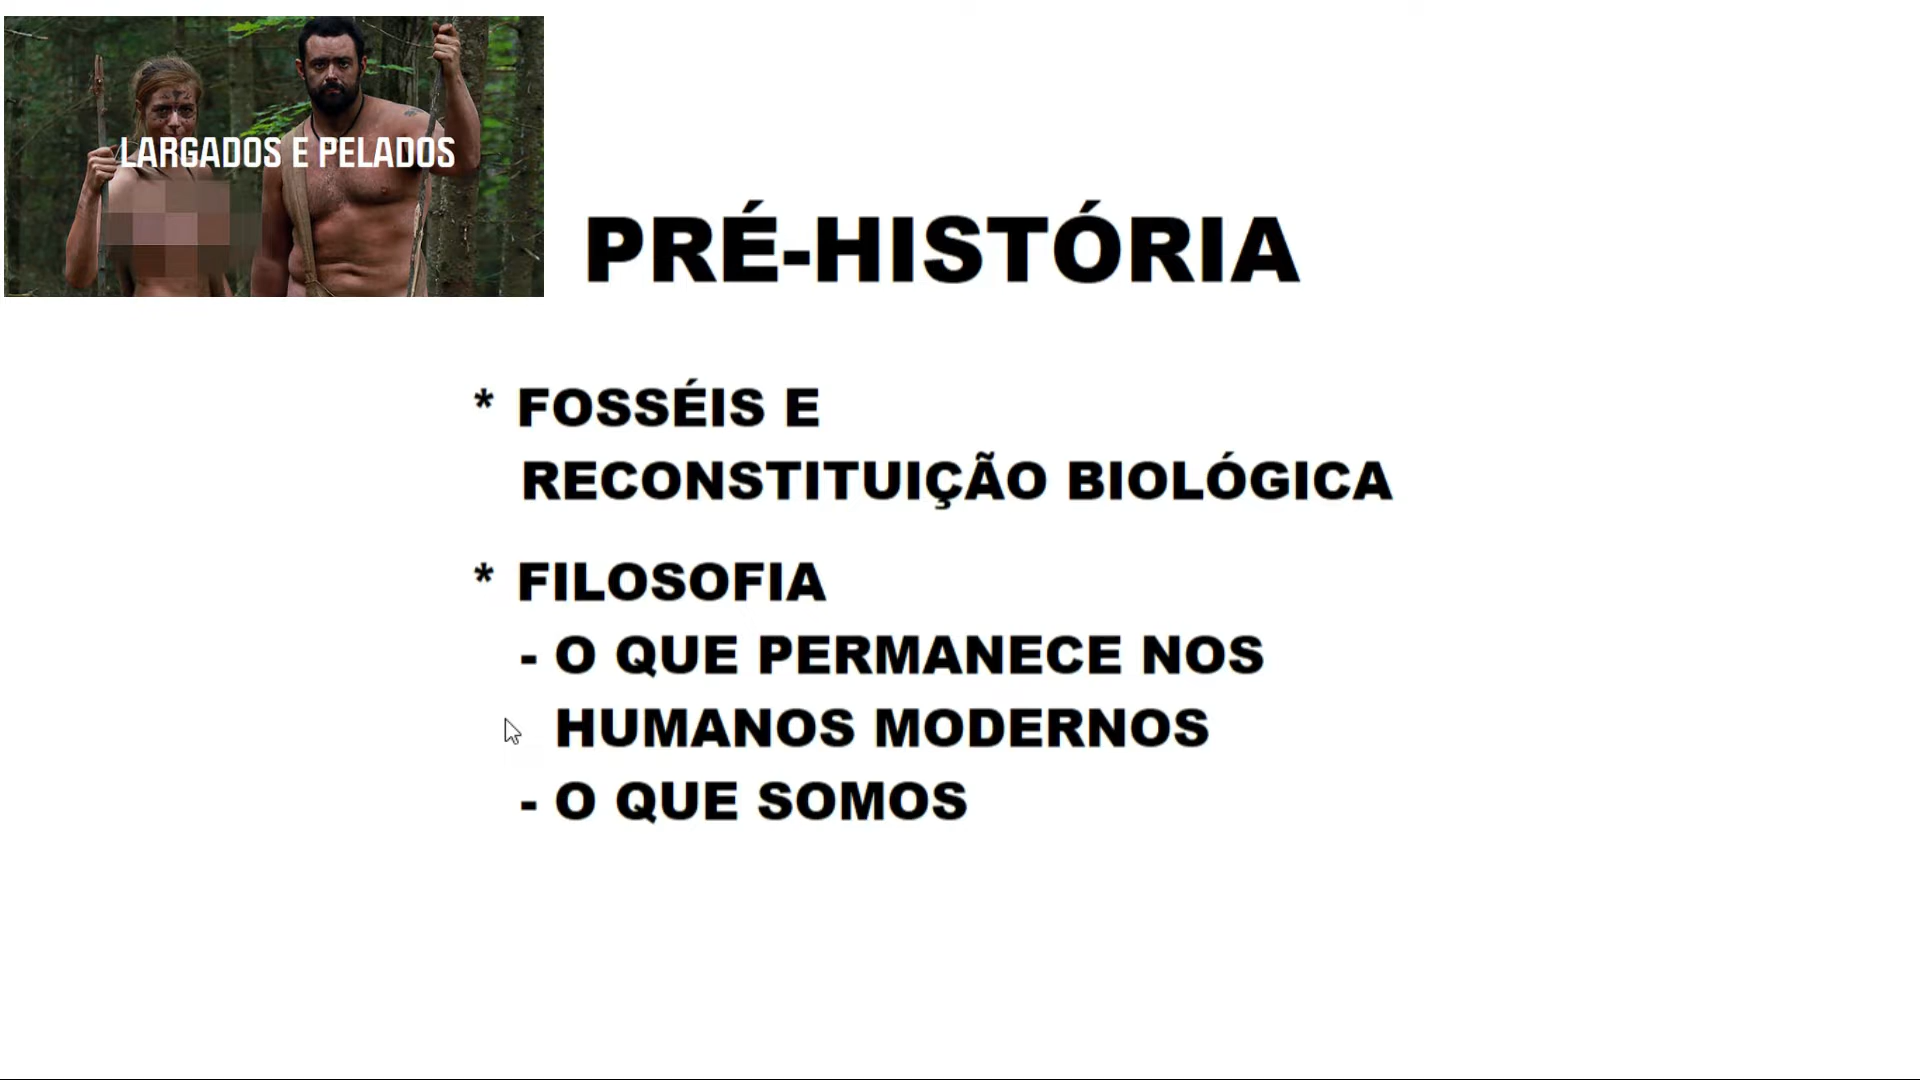 LARGADOS E PELADOS
PRÉ-HISTÓRIA
* FOSSÉIS E
RECONSTITUIÇÃO BIOLÓGICA
* FILOSOFIA
- O QUE PERMANECE NOS
HUMANOS MODERNOS
- O QUE SOMOS